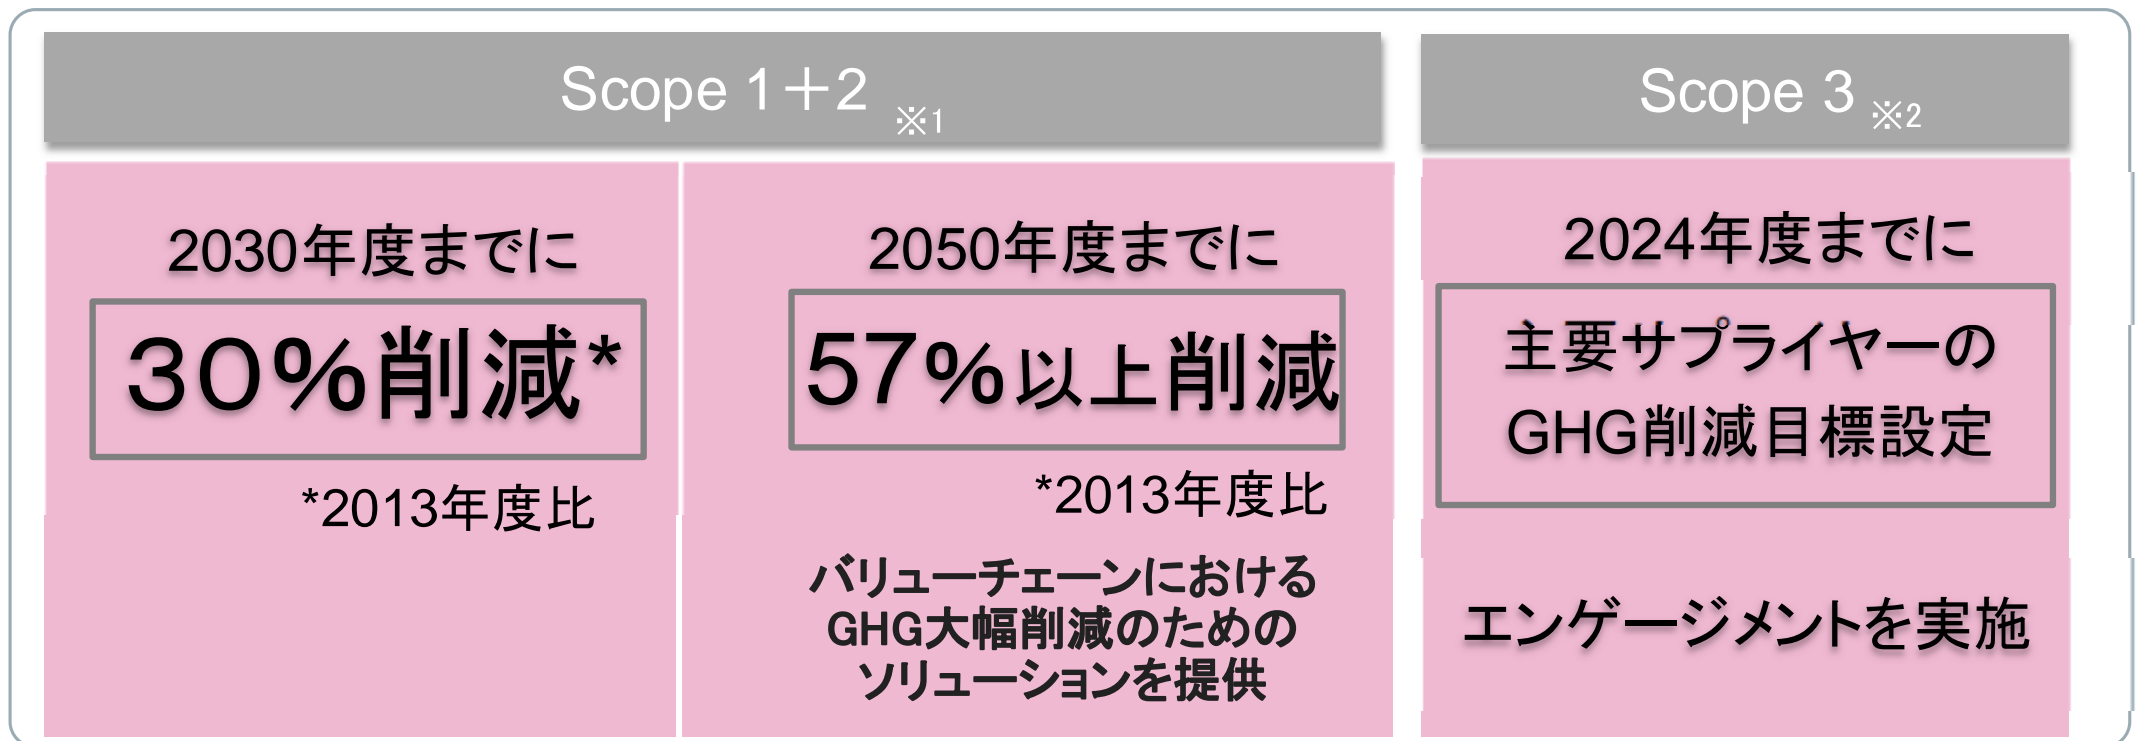 Scope 1＋2 ※1
2030年度までに
30%削減*
*2013年度比
2050年度までに
57%以上削減
*2013年度比
バリューチェーンにおける
GHG大幅削減のための
ソリューションを提供
Scope 3 ※2
2024年度までに
主要サプライヤーの
GHG削減目標設定
エンゲージメントを実施